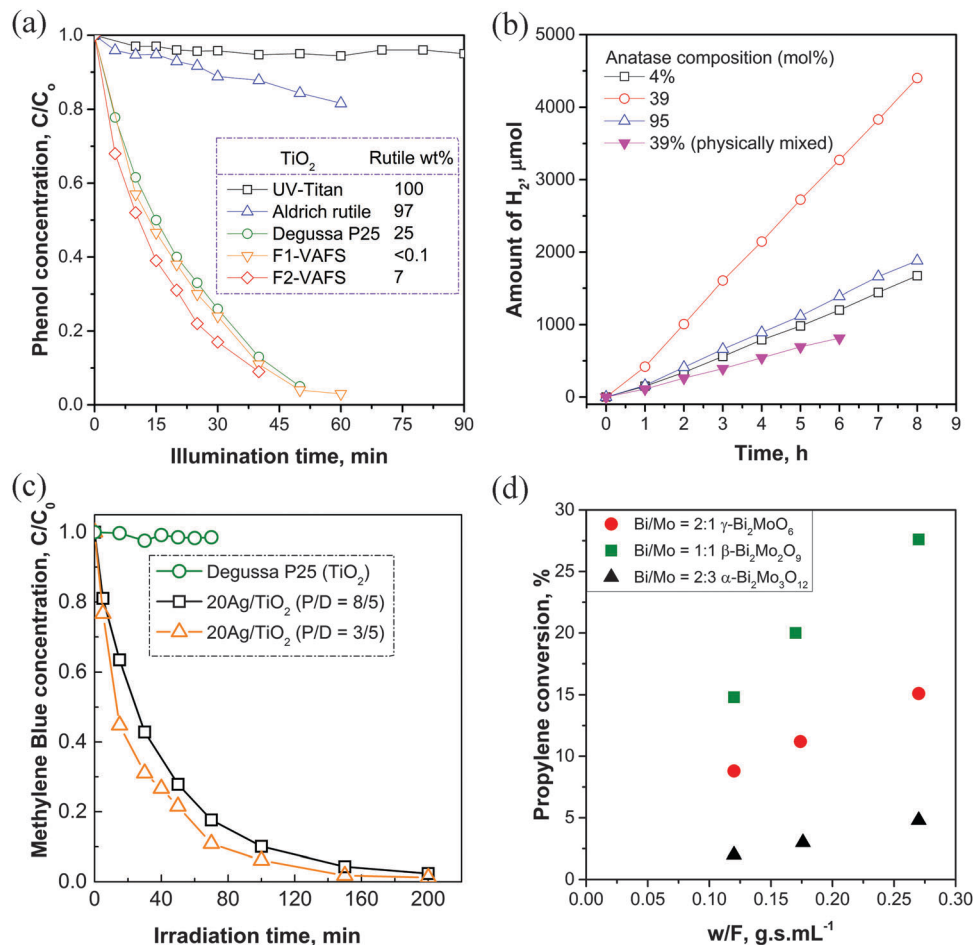 (a)
Phenol concentration, C/Cₒ
1.0
0.8
0.6
0.4
0.2
0.0
TiO₂ Rutile wt%
UV-Titan 100
Aldrich rutile 97
Degussa P25 25
F1-VAFS <0.1
F2-VAFS 7
0 15 30 45 60 75 90
Illumination time, min
(b)
Amount of H₂, μmol
5000
4000
3000
2000
1000
0
Anatase composition (mol%)
4%
39
95
39% (physically mixed)
0 1 2 3 4 5 6 7 8 9
Time, h
(c)
Methylene Blue concentration, C/C₀
1.0
0.8
0.6
0.4
0.2
0.0
Degussa P25 (TiO₂)
20Ag/TiO₂ (P/D = 8/5)
20Ag/TiO₂ (P/D = 3/5)
0 40 80 120 160 200
Irradiation time, min
(d)
Propylene conversion, %
30
25
20
15
10
5
0
Bi/Mo = 2:1 γ-Bi₂MoO₆
Bi/Mo = 1:1 β-Bi₂Mo₂O₉
Bi/Mo = 2:3 α-Bi₂Mo₃O₁₂
0.00 0.05 0.10 0.15 0.20 0.25 0.30
w/F, g.s.mL⁻¹